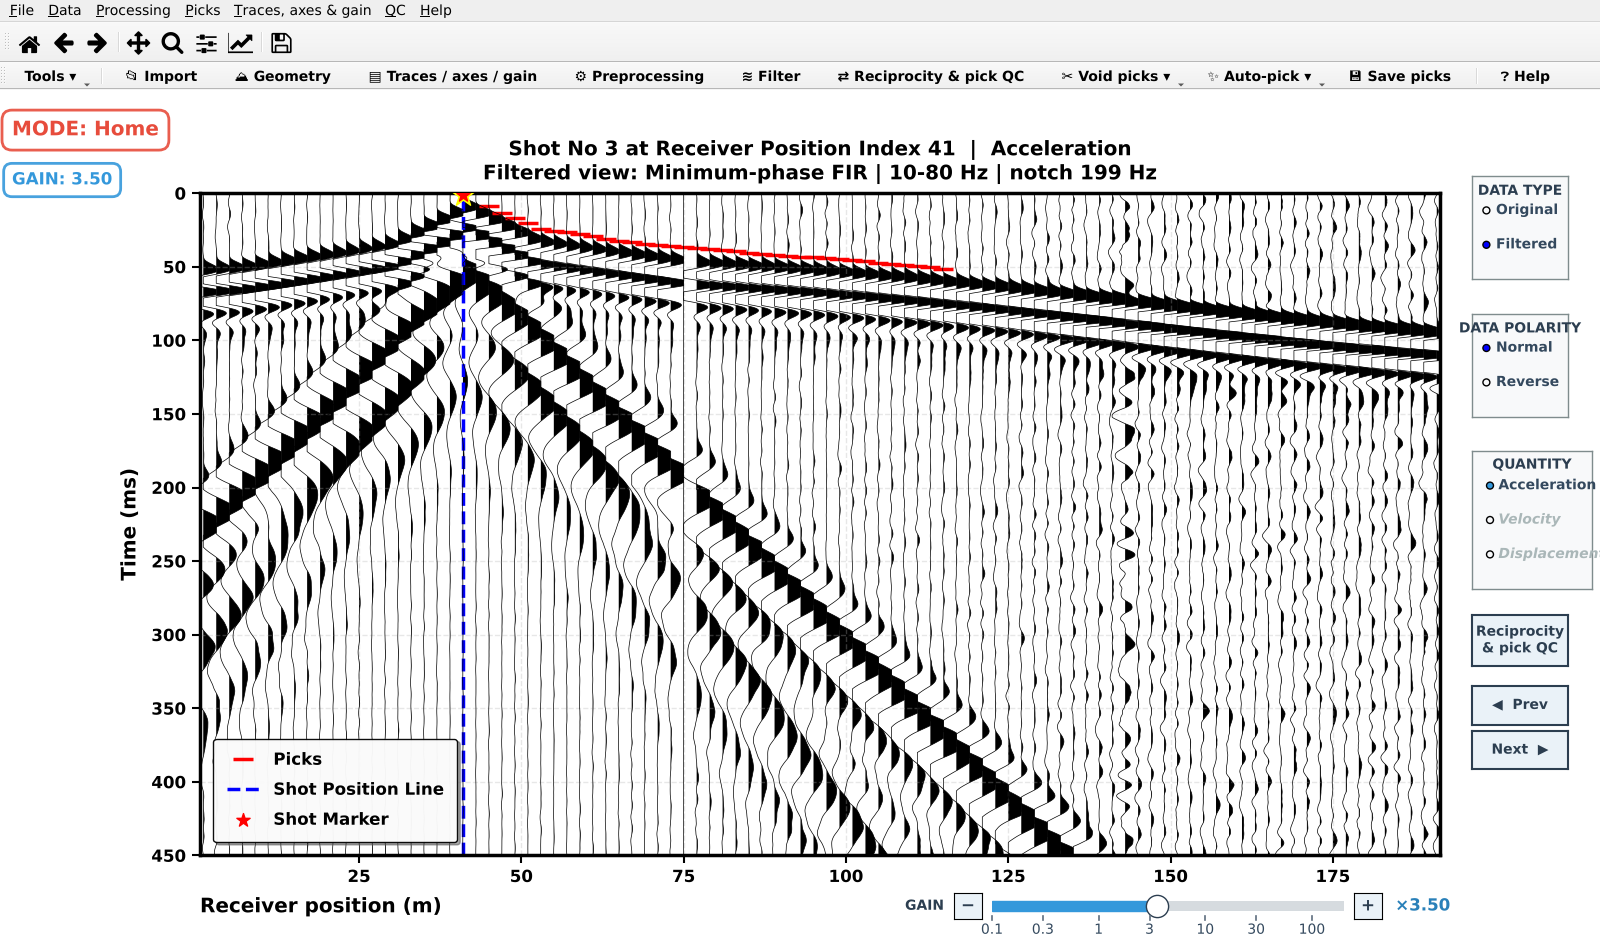 File Data Processing Picks Traces, axes & gain QC Help
Tools ▾ Import Geometry Traces / axes / gain Preprocessing Filter Reciprocity & pick QC Void picks ▾ Auto-pick ▾ Save picks ? Help
MODE: Home
GAIN: 3.50
Shot No 3 at Receiver Position Index 41 | Acceleration
Filtered view: Minimum-phase FIR | 10-80 Hz | notch 199 Hz
0
50
100
150
200
250
300
350
400
450
Time (ms)
25 50 75 100 125 150 175
Receiver position (m)
Picks
Shot Position Line
Shot Marker
DATA TYPE
Original
Filtered
DATA POLARITY
Normal
Reverse
QUANTITY
Acceleration
Velocity
Displacemen
Reciprocity
& pick QC
◀ Prev
Next ▶
GAIN − + ×3.50
0.1 0.3 1 3 10 30 100